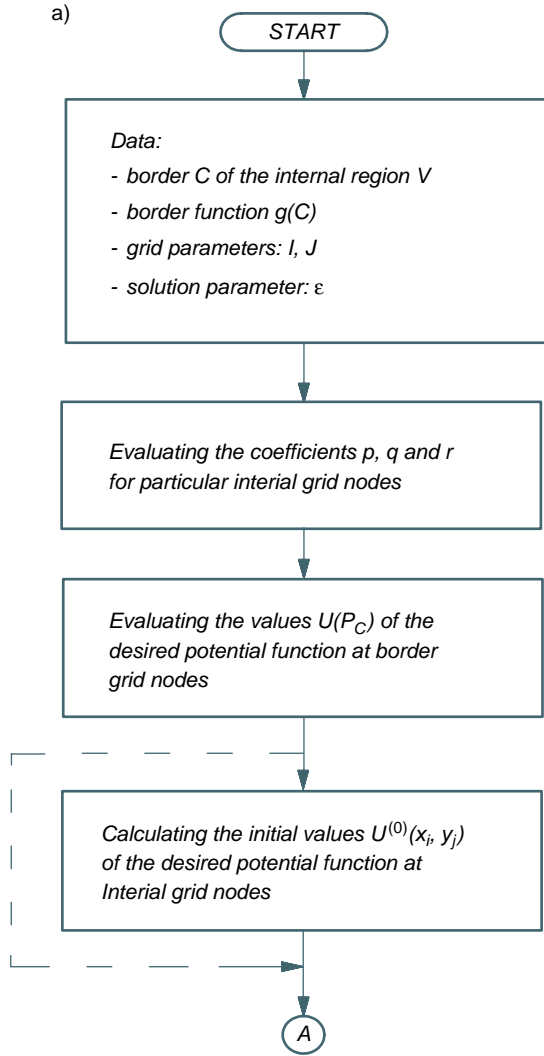 a)
START
Data:
- border C of the internal region V
- border function g(C)
- grid parameters: I, J
- solution parameter: ε
Evaluating the coefficients p, q and r
for particular interial grid nodes
Evaluating the values U(P_C) of the
desired potential function at border
grid nodes
Calculating the initial values U^(0)(x_i, y_j)
of the desired potential function at
Interial grid nodes
A